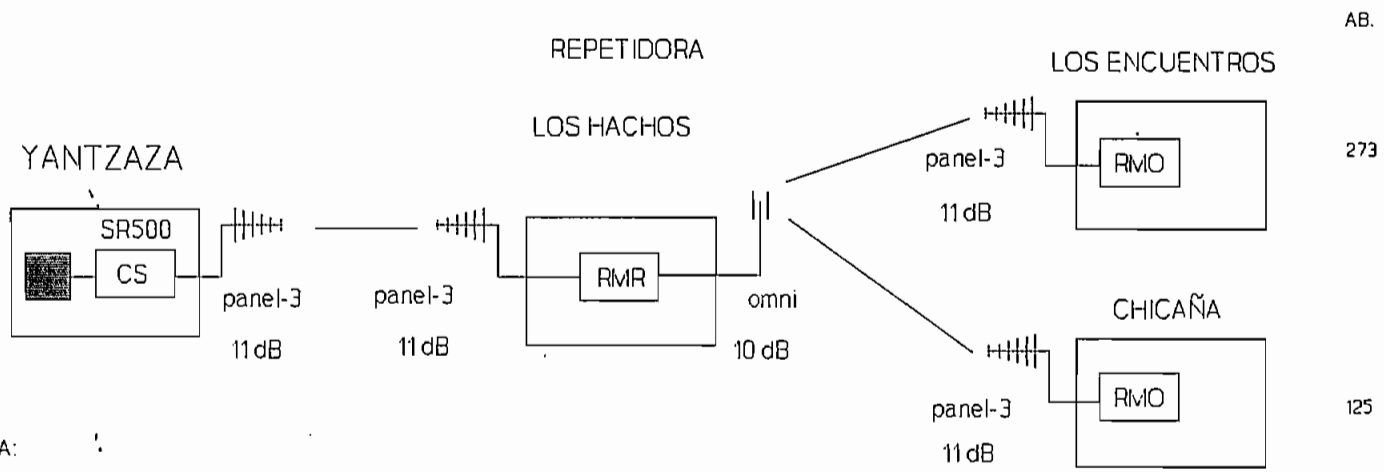 AB.
REPETIDORA
LOS ENCUENTROS
LOS HACHOS
YANTZAZA
panel-3
RMO
273
11 dB
SR500
CS
RMR
panel-3
panel-3
omni
CHICAÑA
11 dB
11 dB
10 dB
panel-3
RMO
125
11 dB
A: